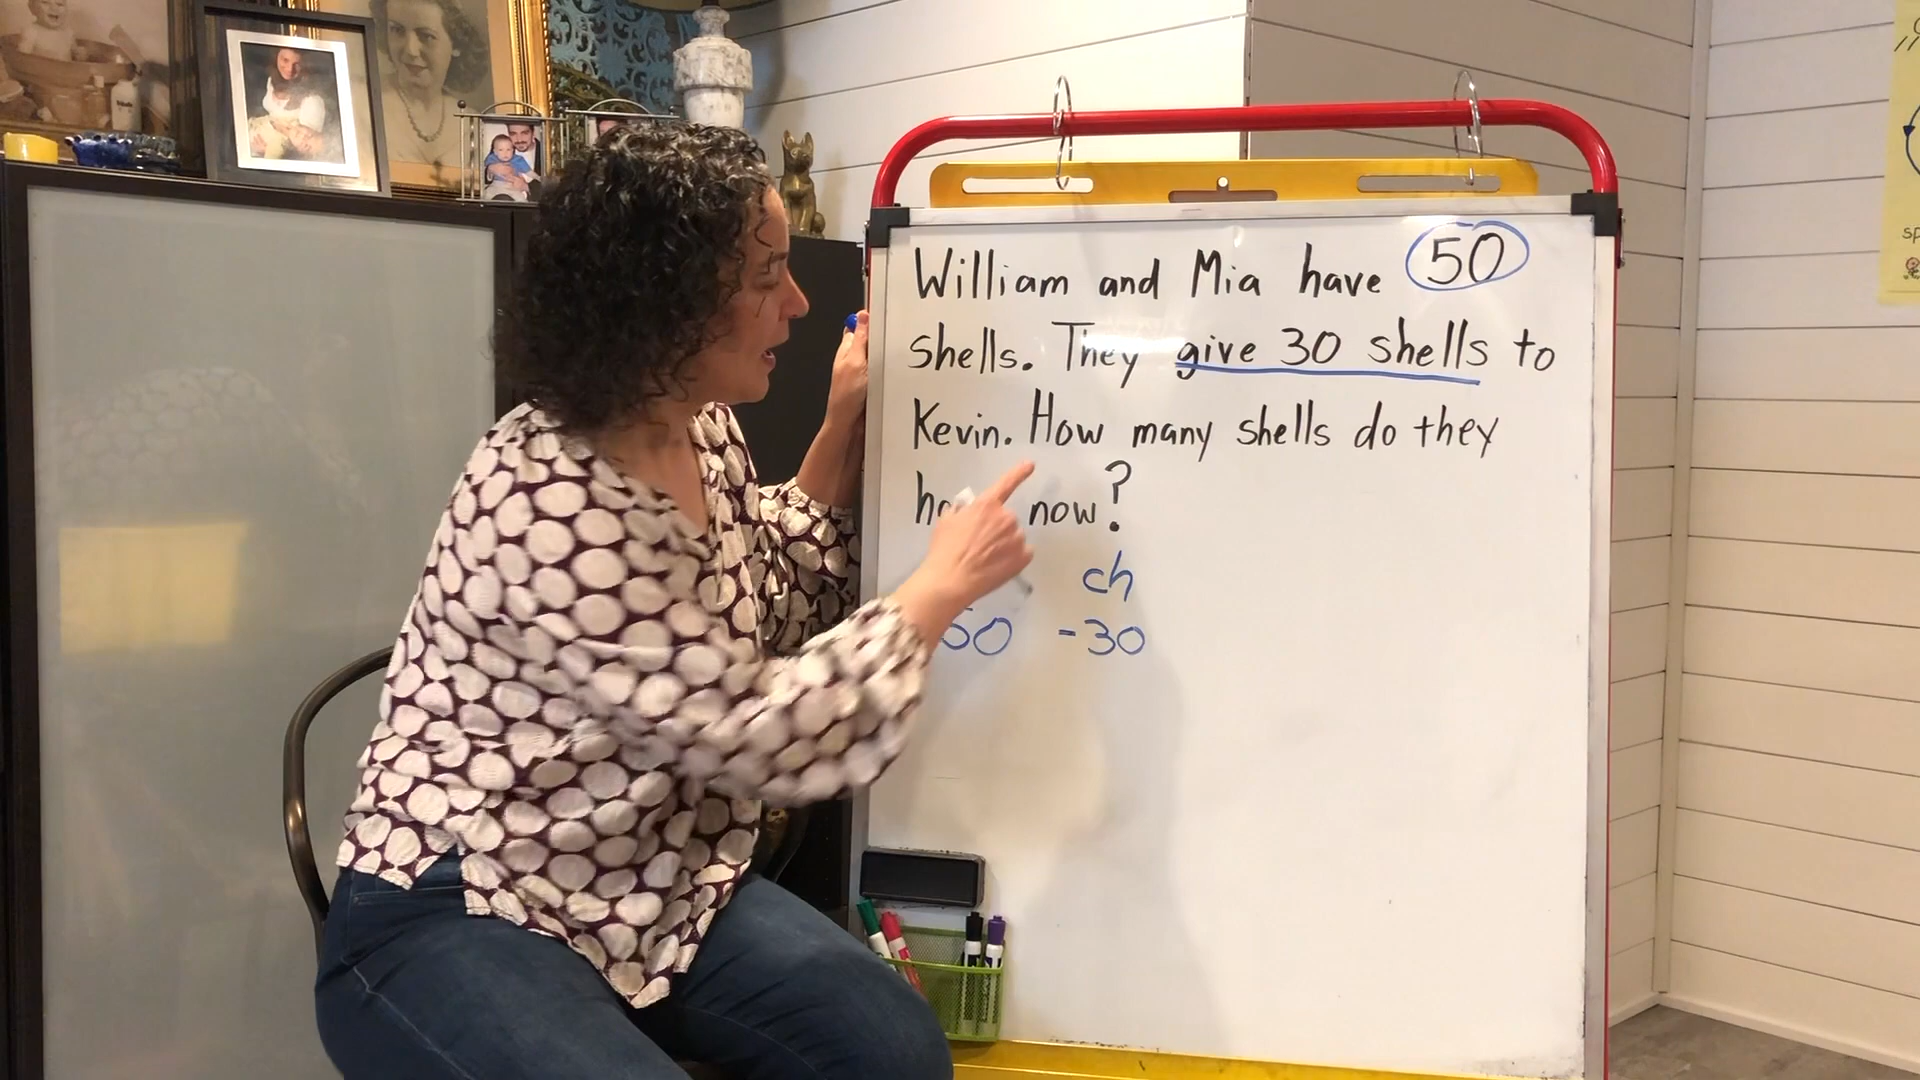 William and Mia have 50
shells. They give 30 shells to
Kevin. How many shells do they
now?
ch
50 -30